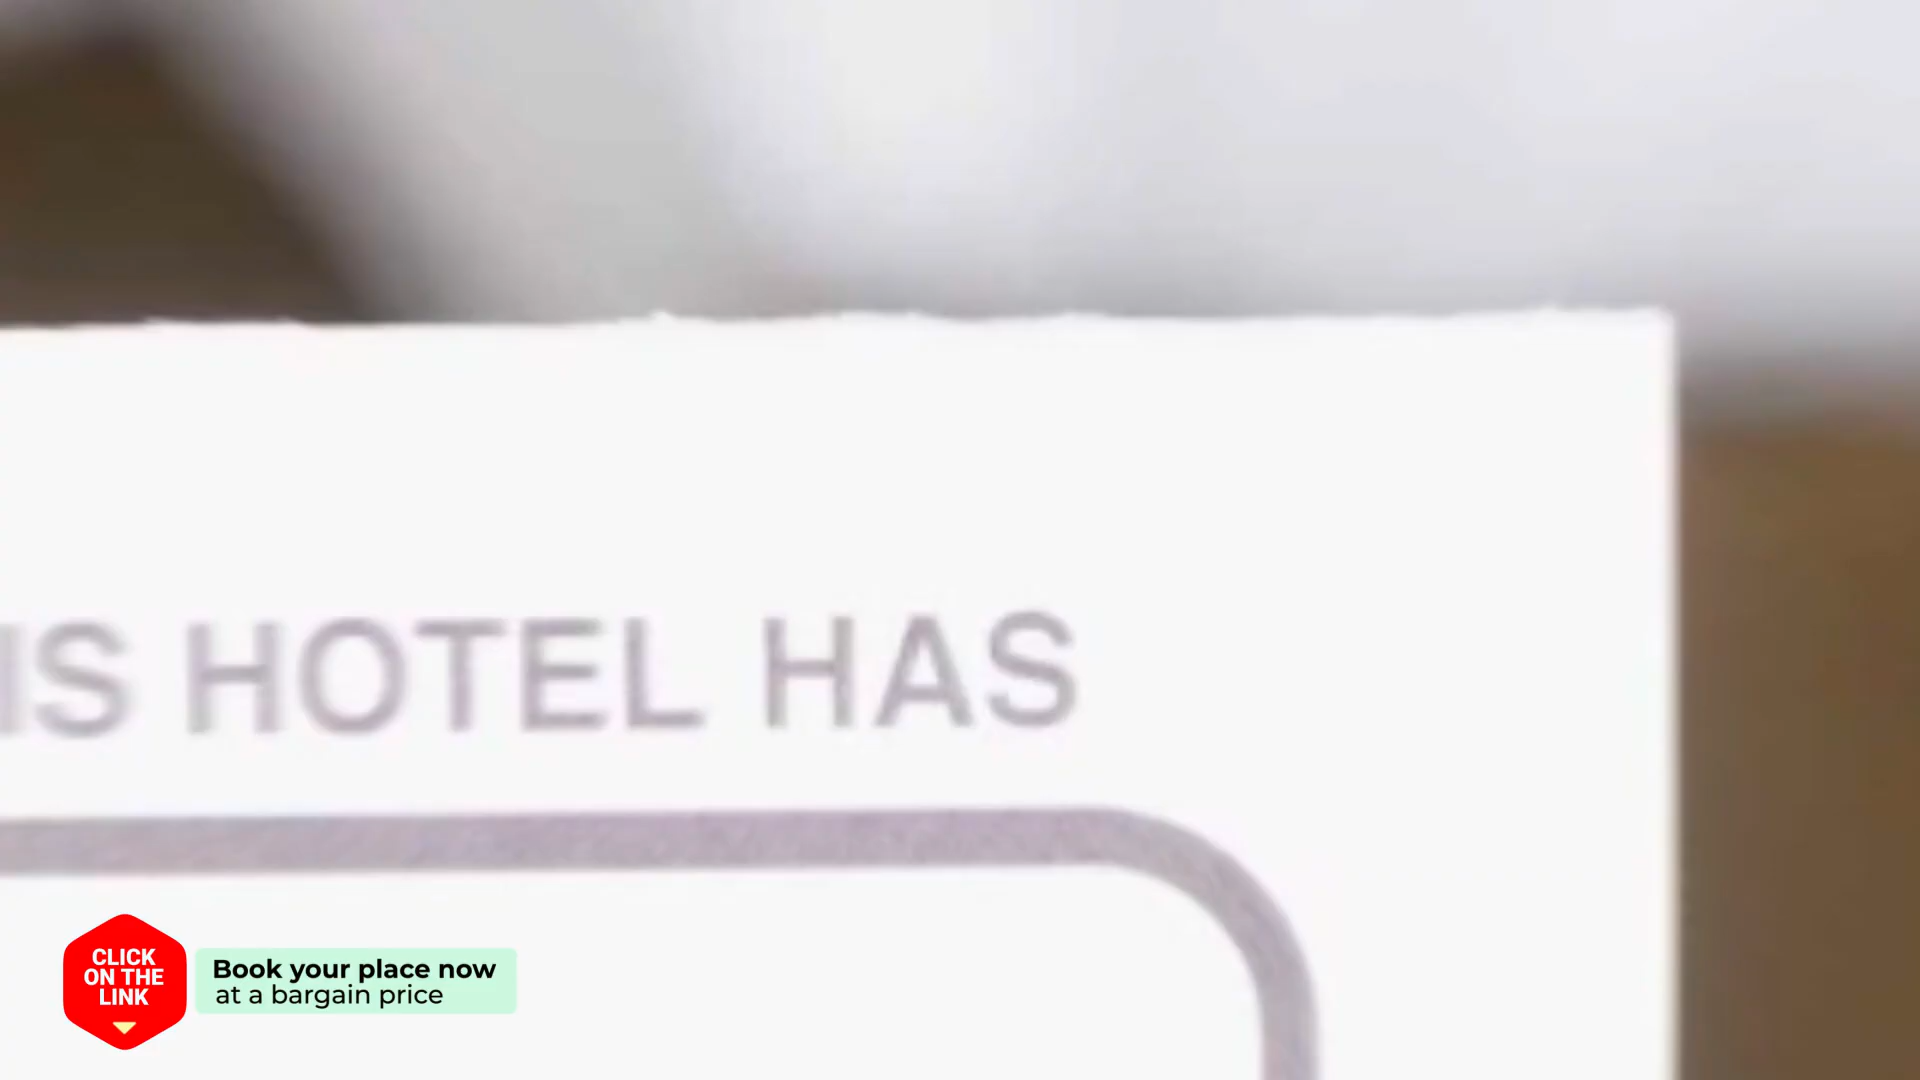 IS HOTEL HAS
CLICK
ON THE
LINK
Book your place now
at a bargain price